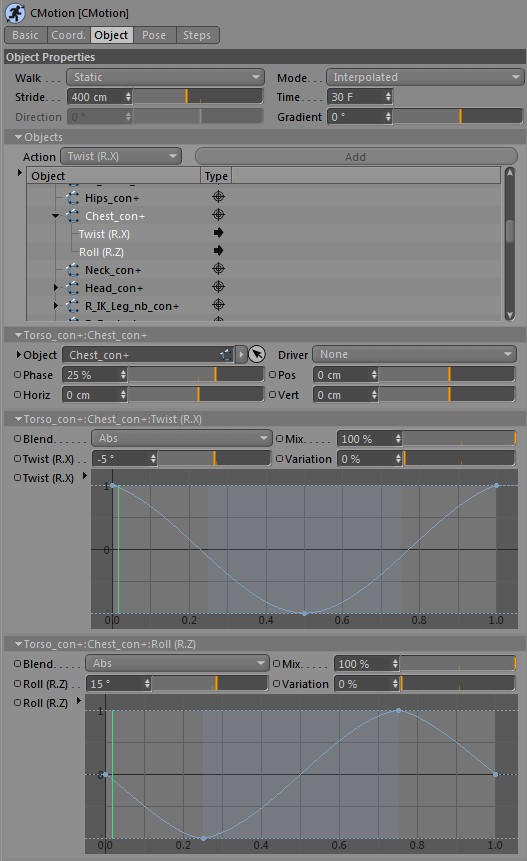 CMotion [CMotion]
Basic Coord. Object Pose Steps
Object Properties
Walk . . . Static Mode . . . Interpolated
Stride. . . 400 cm Time. . . . 30 F
Direction 0 ° Gradient 0 °
Objects
Action Twist (R.X) Add
Object Type
Hips_con+
Chest_con+
Twist (R.X)
Roll (R.Z)
Neck_con+
Head_con+
R_IK_Leg_nb_con+
Torso_con+:Chest_con+
Object Chest_con+ Driver None
Phase 25 % Pos 0 cm
Horiz 0 cm Vert 0 cm
Torso_con+:Chest_con+:Twist (R.X)
Blend. . . . . Abs Mix. . . . . 100 %
Twist (R.X) -5 ° Variation 0 %
Twist (R.X)
1
0
0.0 0.2 0.4 0.6 0.8 1.0
Torso_con+:Chest_con+:Roll (R.Z)
Blend. . . . . Abs Mix. . . . . 100 %
Roll (R.Z) . . 15 ° Variation 0 %
Roll (R.Z)
1
0.0 0.2 0.4 0.6 0.8 1.0